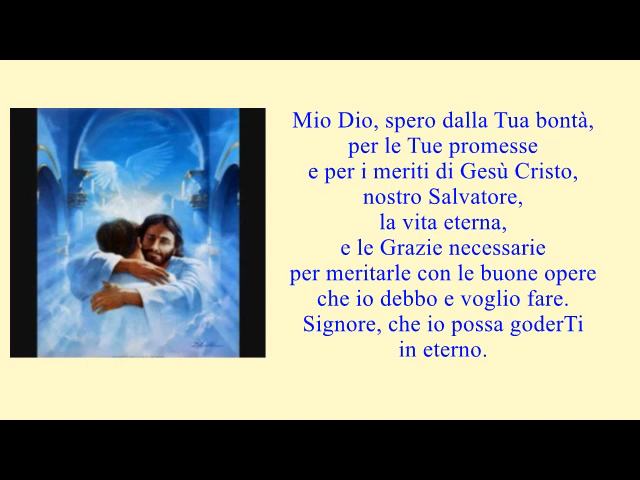 Mio Dio, spero dalla Tua bontà,
per le Tue promesse
e per i meriti di Gesù Cristo,
nostro Salvatore,
la vita eterna,
e le Grazie necessarie
per meritarle con le buone opere
che io debbo e voglio fare.
Signore, che io possa goderTi
in eterno.